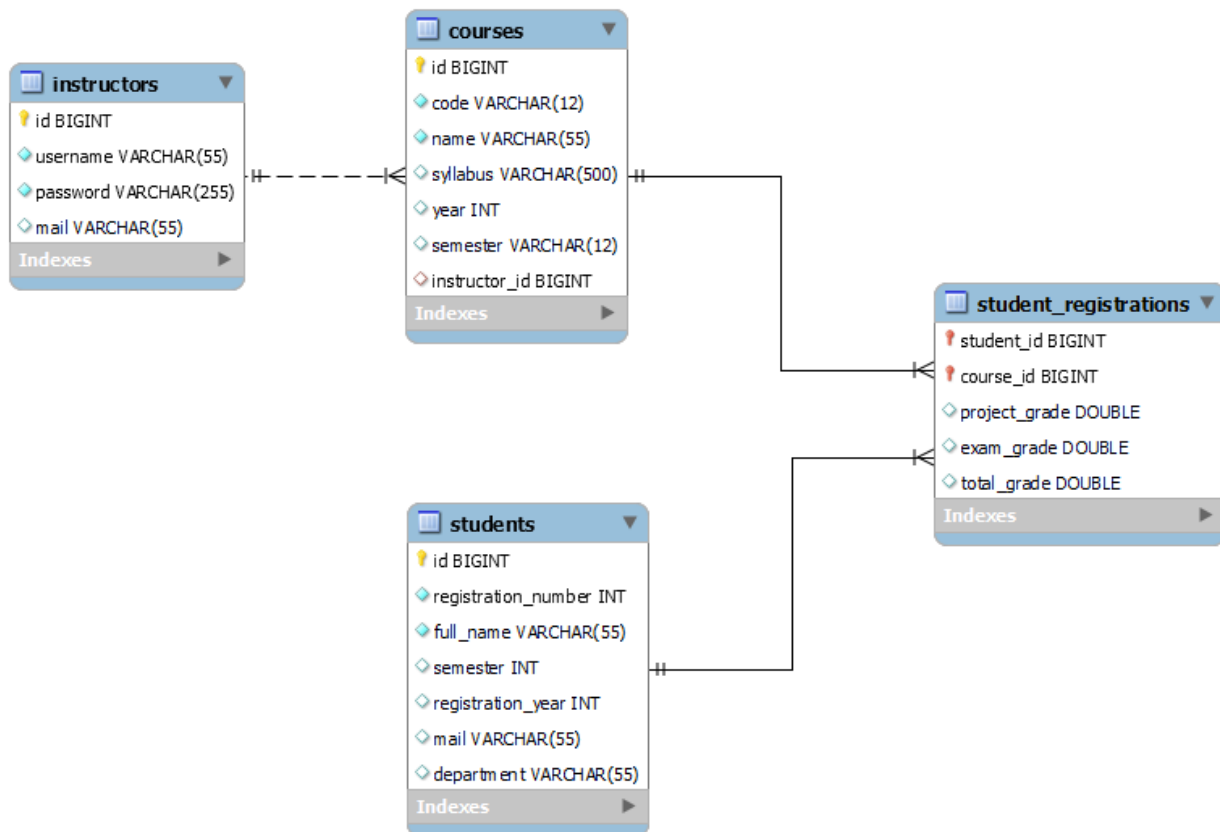 instructors
id BIGINT
username VARCHAR(55)
password VARCHAR(255)
mail VARCHAR(55)
Indexes
courses
id BIGINT
code VARCHAR(12)
name VARCHAR(55)
syllabus VARCHAR(500)
year INT
semester VARCHAR(12)
instructor_id BIGINT
Indexes
student_registrations
student_id BIGINT
course_id BIGINT
project_grade DOUBLE
exam_grade DOUBLE
total_grade DOUBLE
Indexes
students
id BIGINT
registration_number INT
full_name VARCHAR(55)
semester INT
registration_year INT
mail VARCHAR(55)
department VARCHAR(55)
Indexes